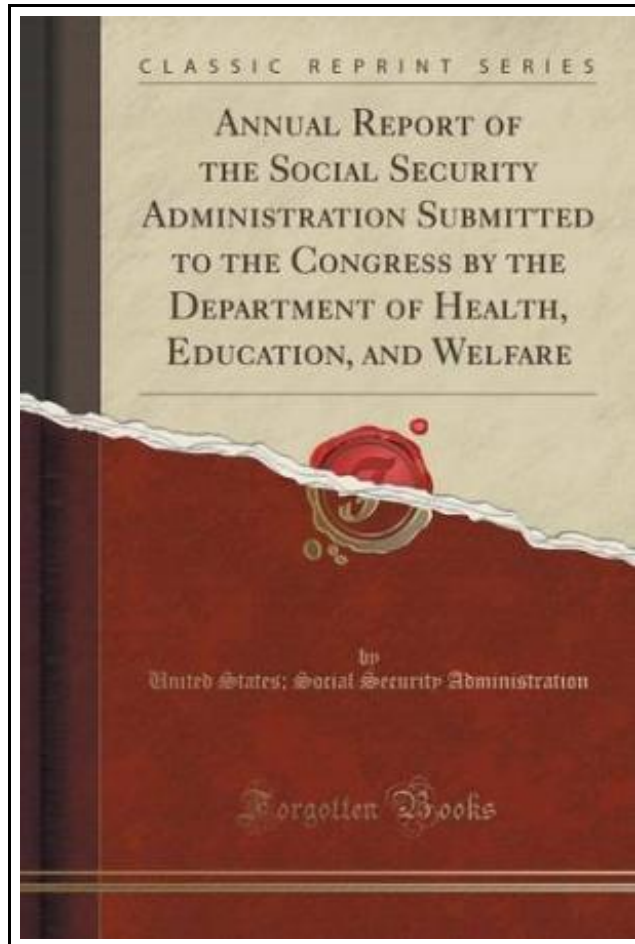 CLASSIC REPRINT SERIES
ANNUAL REPORT OF
THE SOCIAL SECURITY
ADMINISTRATION SUBMITTED
TO THE CONGRESS BY THE
DEPARTMENT OF HEALTH,
EDUCATION, AND WELFARE
F
by
United States; Social Security Administration
Forgotten Books